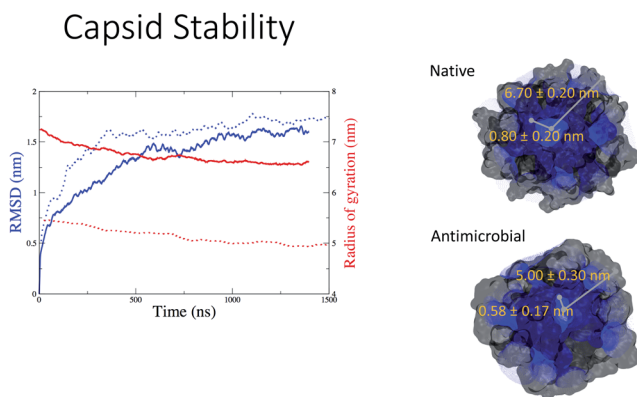 Capsid Stability
Native
6.70 ± 0.20 nm
0.80 ± 0.20 nm
Antimicrobial
5.00 ± 0.30 nm
0.58 ± 0.17 nm
RMSD (nm)
2
1.5
1
0.5
0
0
500
1000
1500
Time (ns)
8
7
6
5
4
Radius of gyration (nm)